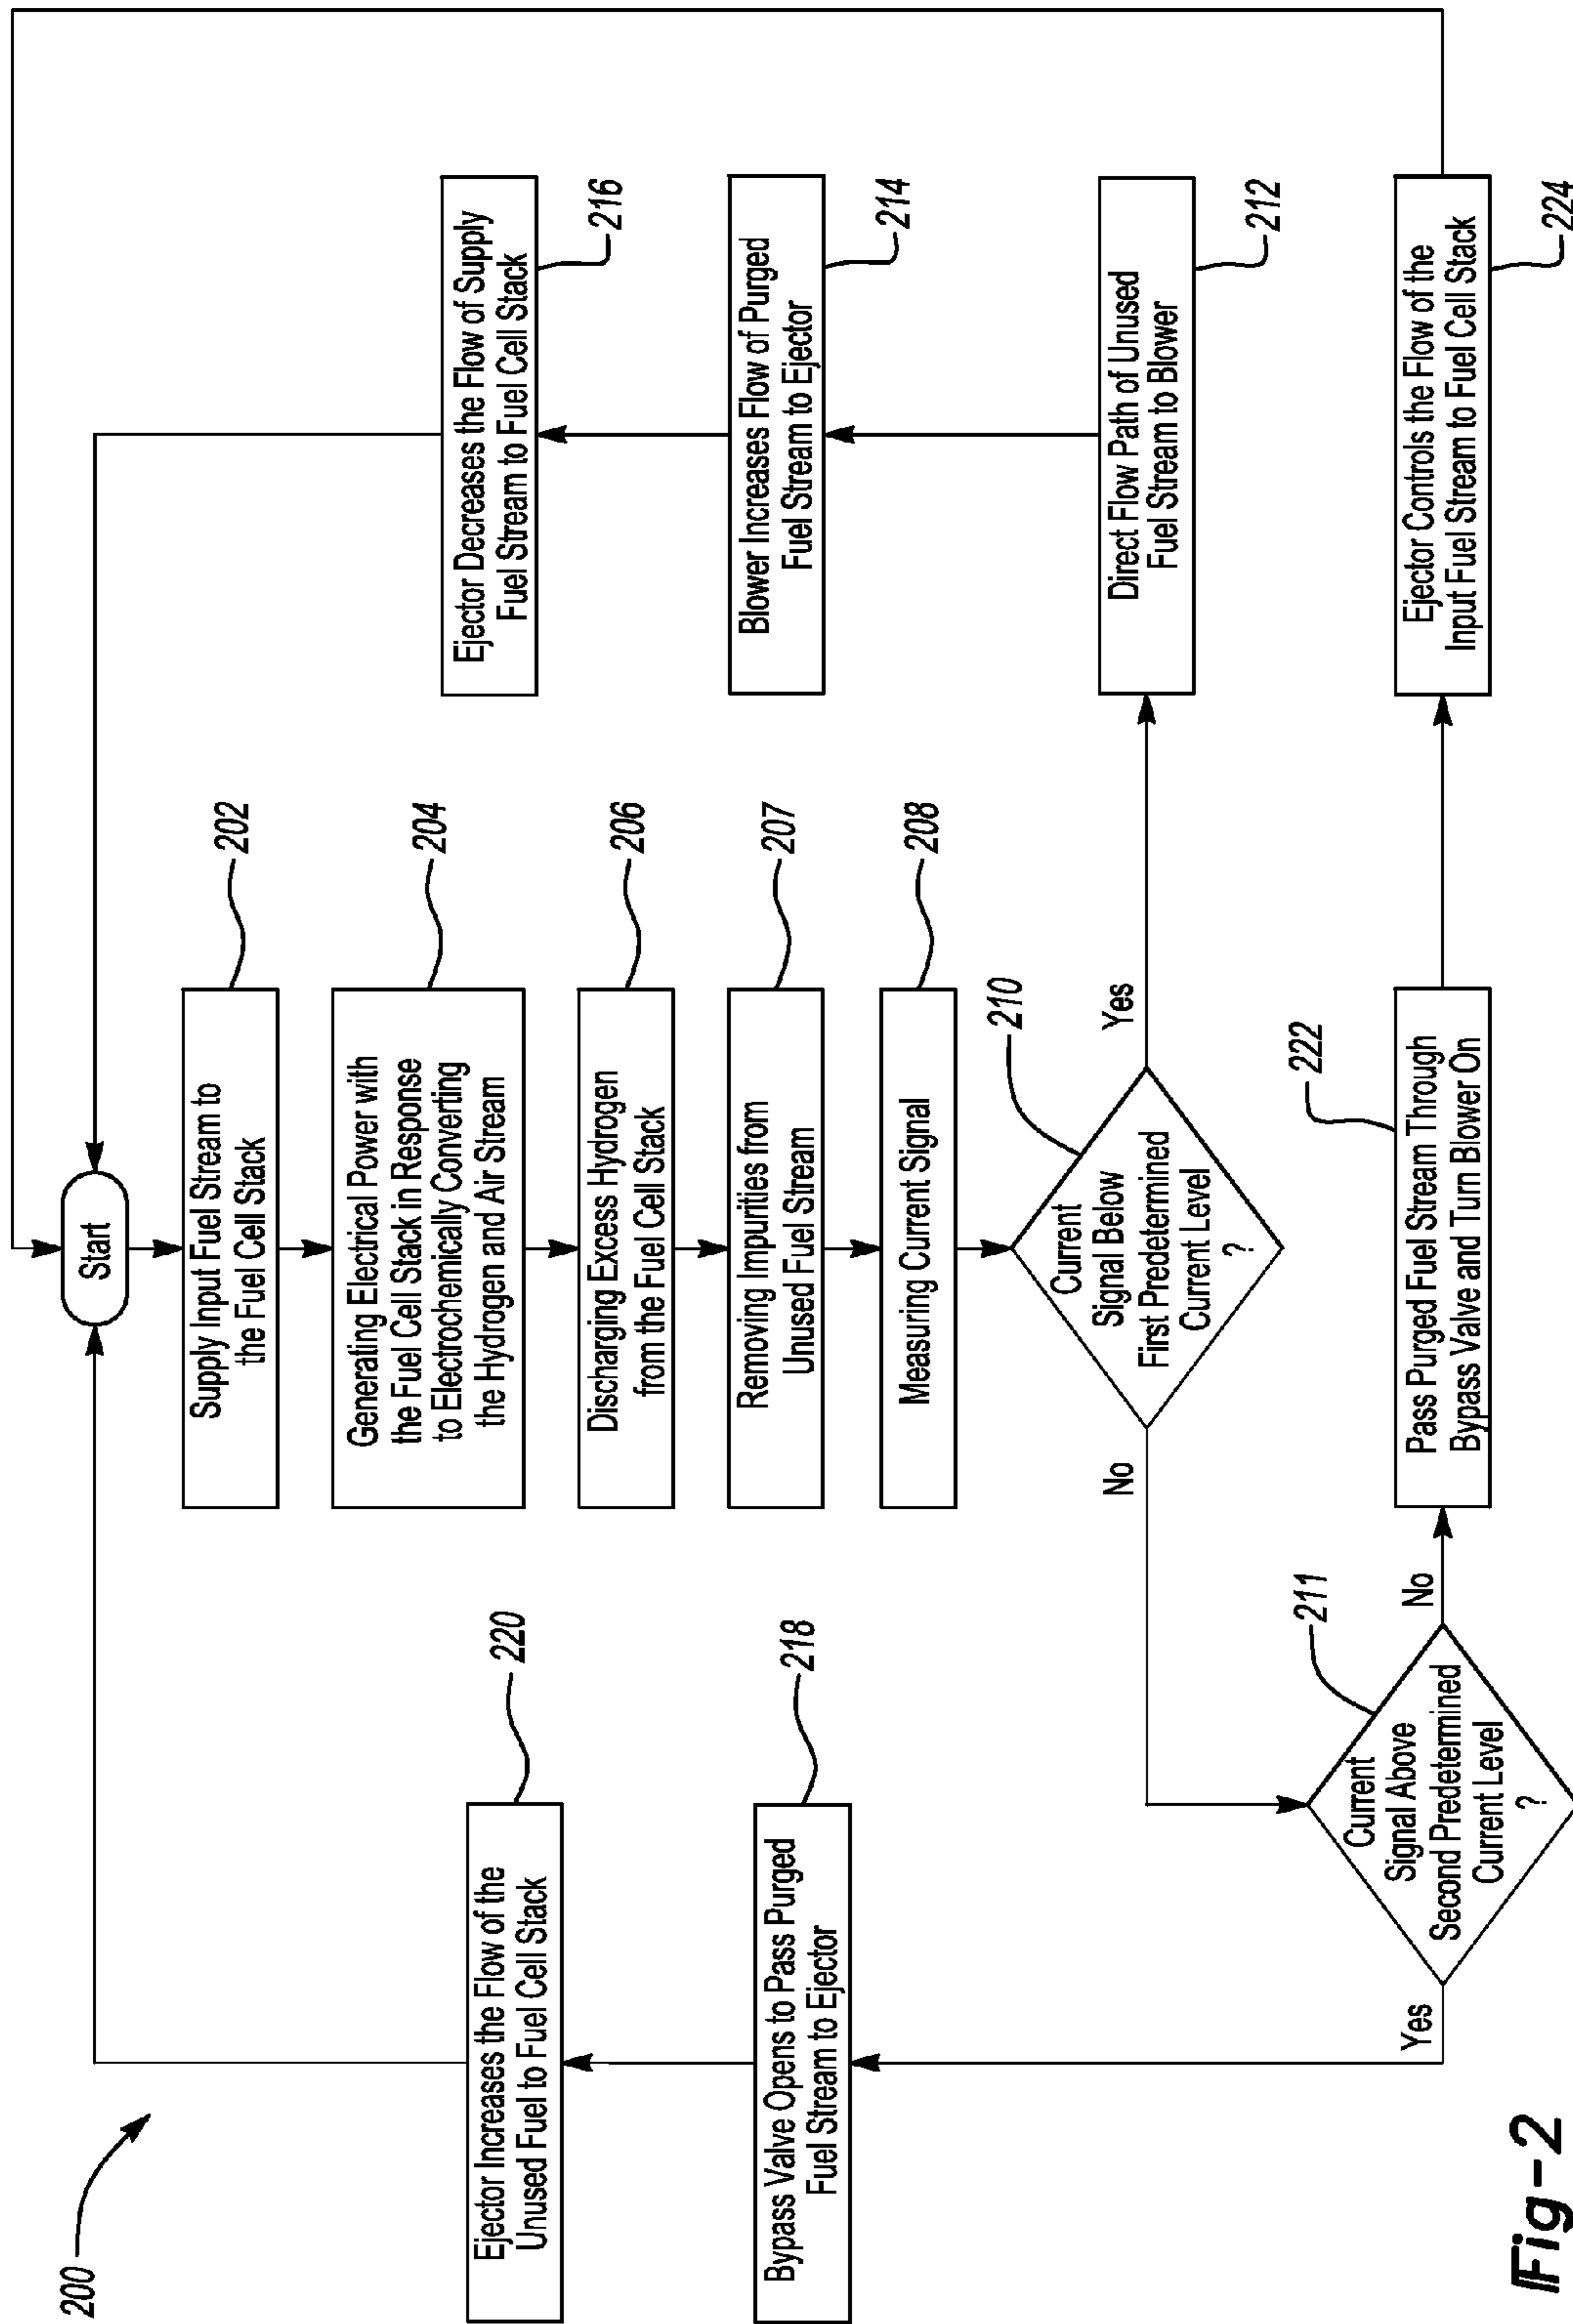 200
Start
Supply Input Fuel Stream to
the Fuel Cell Stack
202
Generating Electrical Power with
the Fuel Cell Stack in Response
to Electrochemically Converting
the Hydrogen and Air Stream
204
Discharging Excess Hydrogen
from the Fuel Cell Stack
206
Removing Impurities from
Unused Fuel Stream
207
Measuring Current Signal
208
Current
Signal Below
First Predetermined
Current Level
?
210
Yes
No
Direct Flow Path of Unused
Fuel Stream to Blower
212
Blower Increases Flow of Purged
Fuel Stream to Ejector
214
Ejector Decreases the Flow of Supply
Fuel Stream to Fuel Cell Stack
216
Current
Signal Above
Second Predetermined
Current Level
?
211
Yes
No
Bypass Valve Opens to Pass Purged
Fuel Stream to Ejector
218
Ejector Increases the Flow of the
Unused Fuel to Fuel Cell Stack
220
Pass Purged Fuel Stream Through
Bypass Valve and Turn Blower On
222
Ejector Controls the Flow of the
Input Fuel Stream to Fuel Cell Stack
224
Fig-2